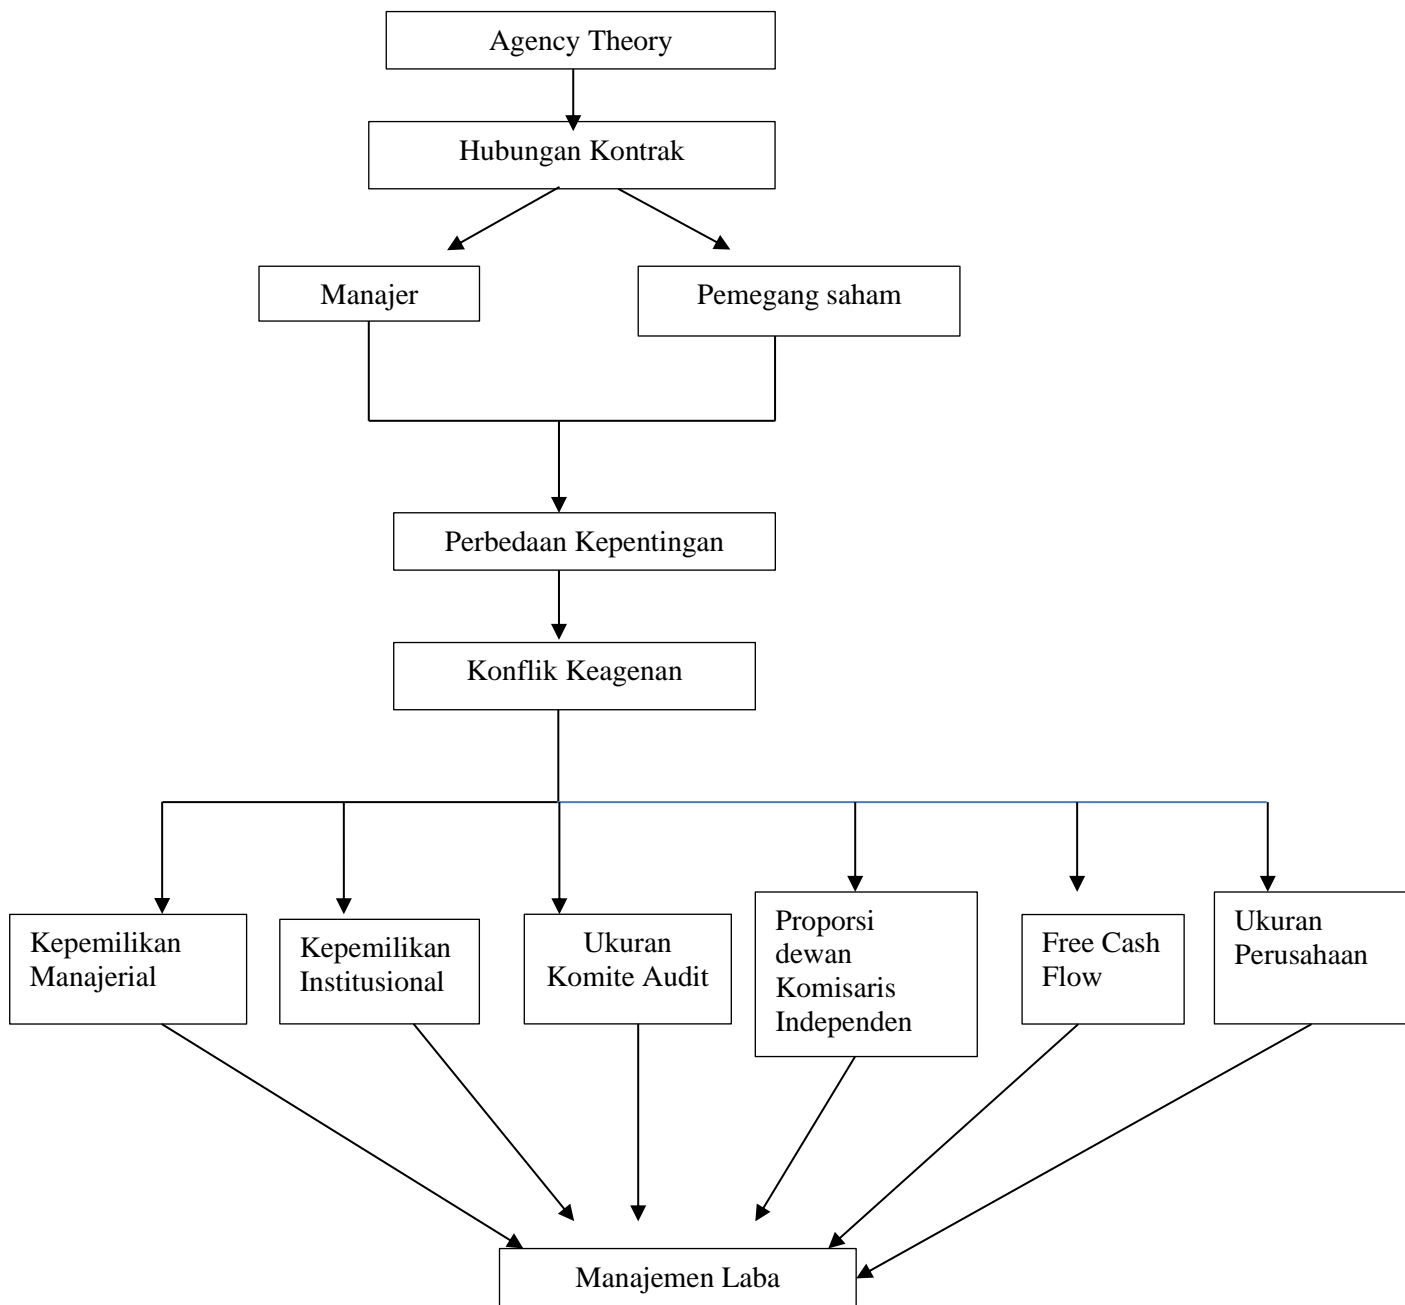 Agency Theory
Hubungan Kontrak
Manajer
Pemegang saham
Perbedaan Kepentingan
Konflik Keagenan
Kepemilikan
Manajerial
Kepemilikan
Institusional
Ukuran
Komite Audit
Proporsi
dewan
Komisaris
Independen
Free Cash
Flow
Ukuran
Perusahaan
Manajemen Laba